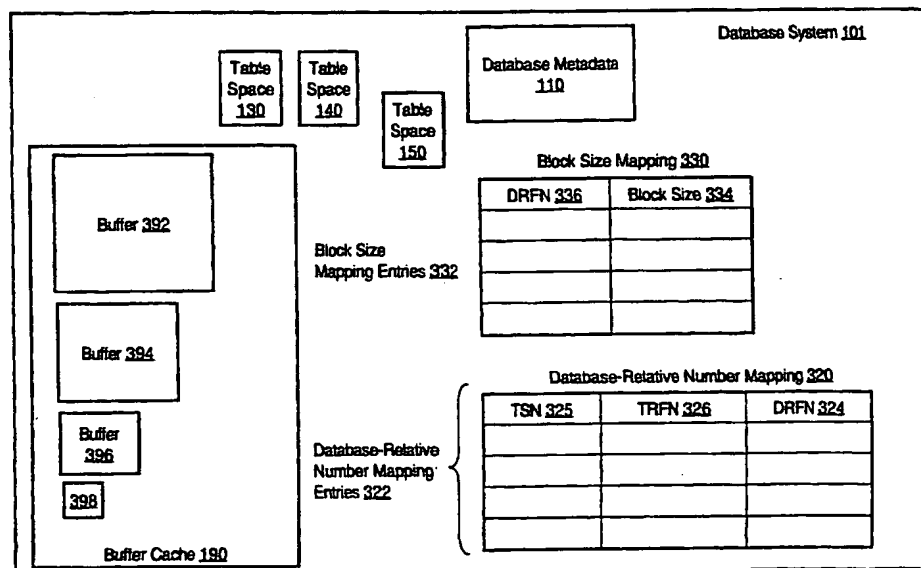 Database System 101
Table
Space
130
Table
Space
140
Table
Space
150
Database Metadata
110
Block Size Mapping 330
DRFN 336
Block Size 334
Block Size
Mapping Entries 332
Buffer 392
Buffer 394
Buffer
396
398
Buffer Cache 190
Database-Relative Number Mapping 320
TSN 325
TRFN 326
DRFN 324
Database-Relative
Number Mapping
Entries 322